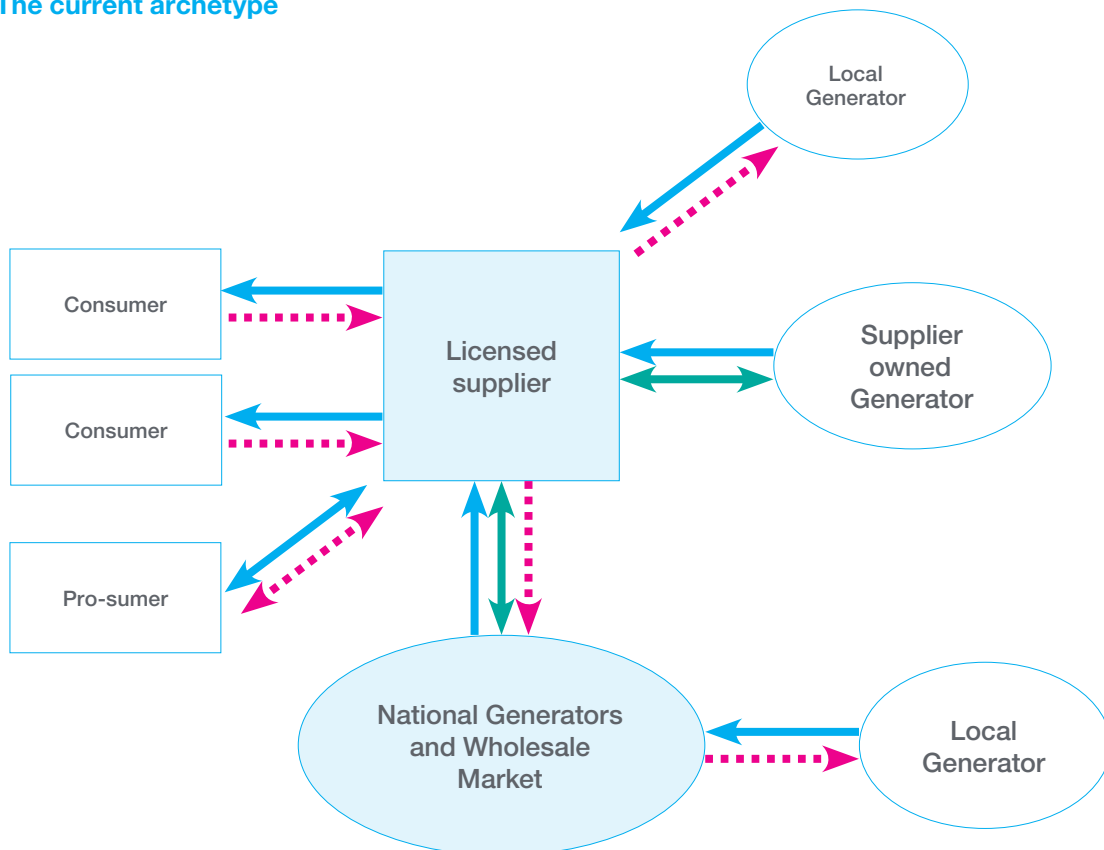 The current archetype
Local
Generator
Consumer
Licensed
supplier
Supplier
owned
Generator
Consumer
Pro-sumer
National Generators
and Wholesale
Market
Local
Generator